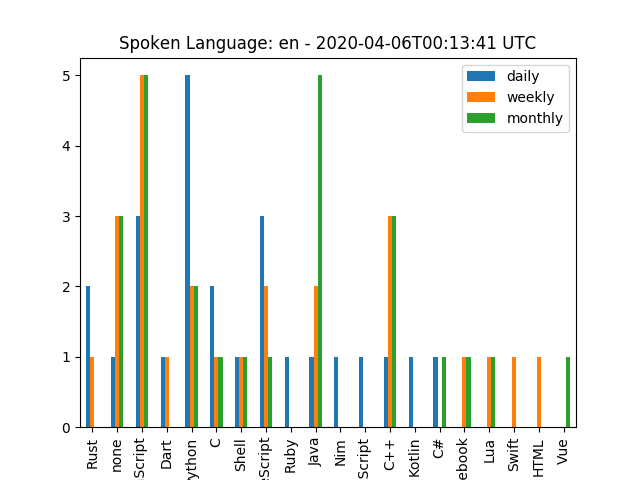 Spoken Language: en - 2020-04-06T00:13:41 UTC
daily
weekly
monthly
5
4
3
2
1
0
Rust
none
Script
Dart
ython
C
Shell
eScript
Ruby
Java
Nim
Script
C++
Kotlin
C#
ebook
Lua
Swift
HTML
Vue